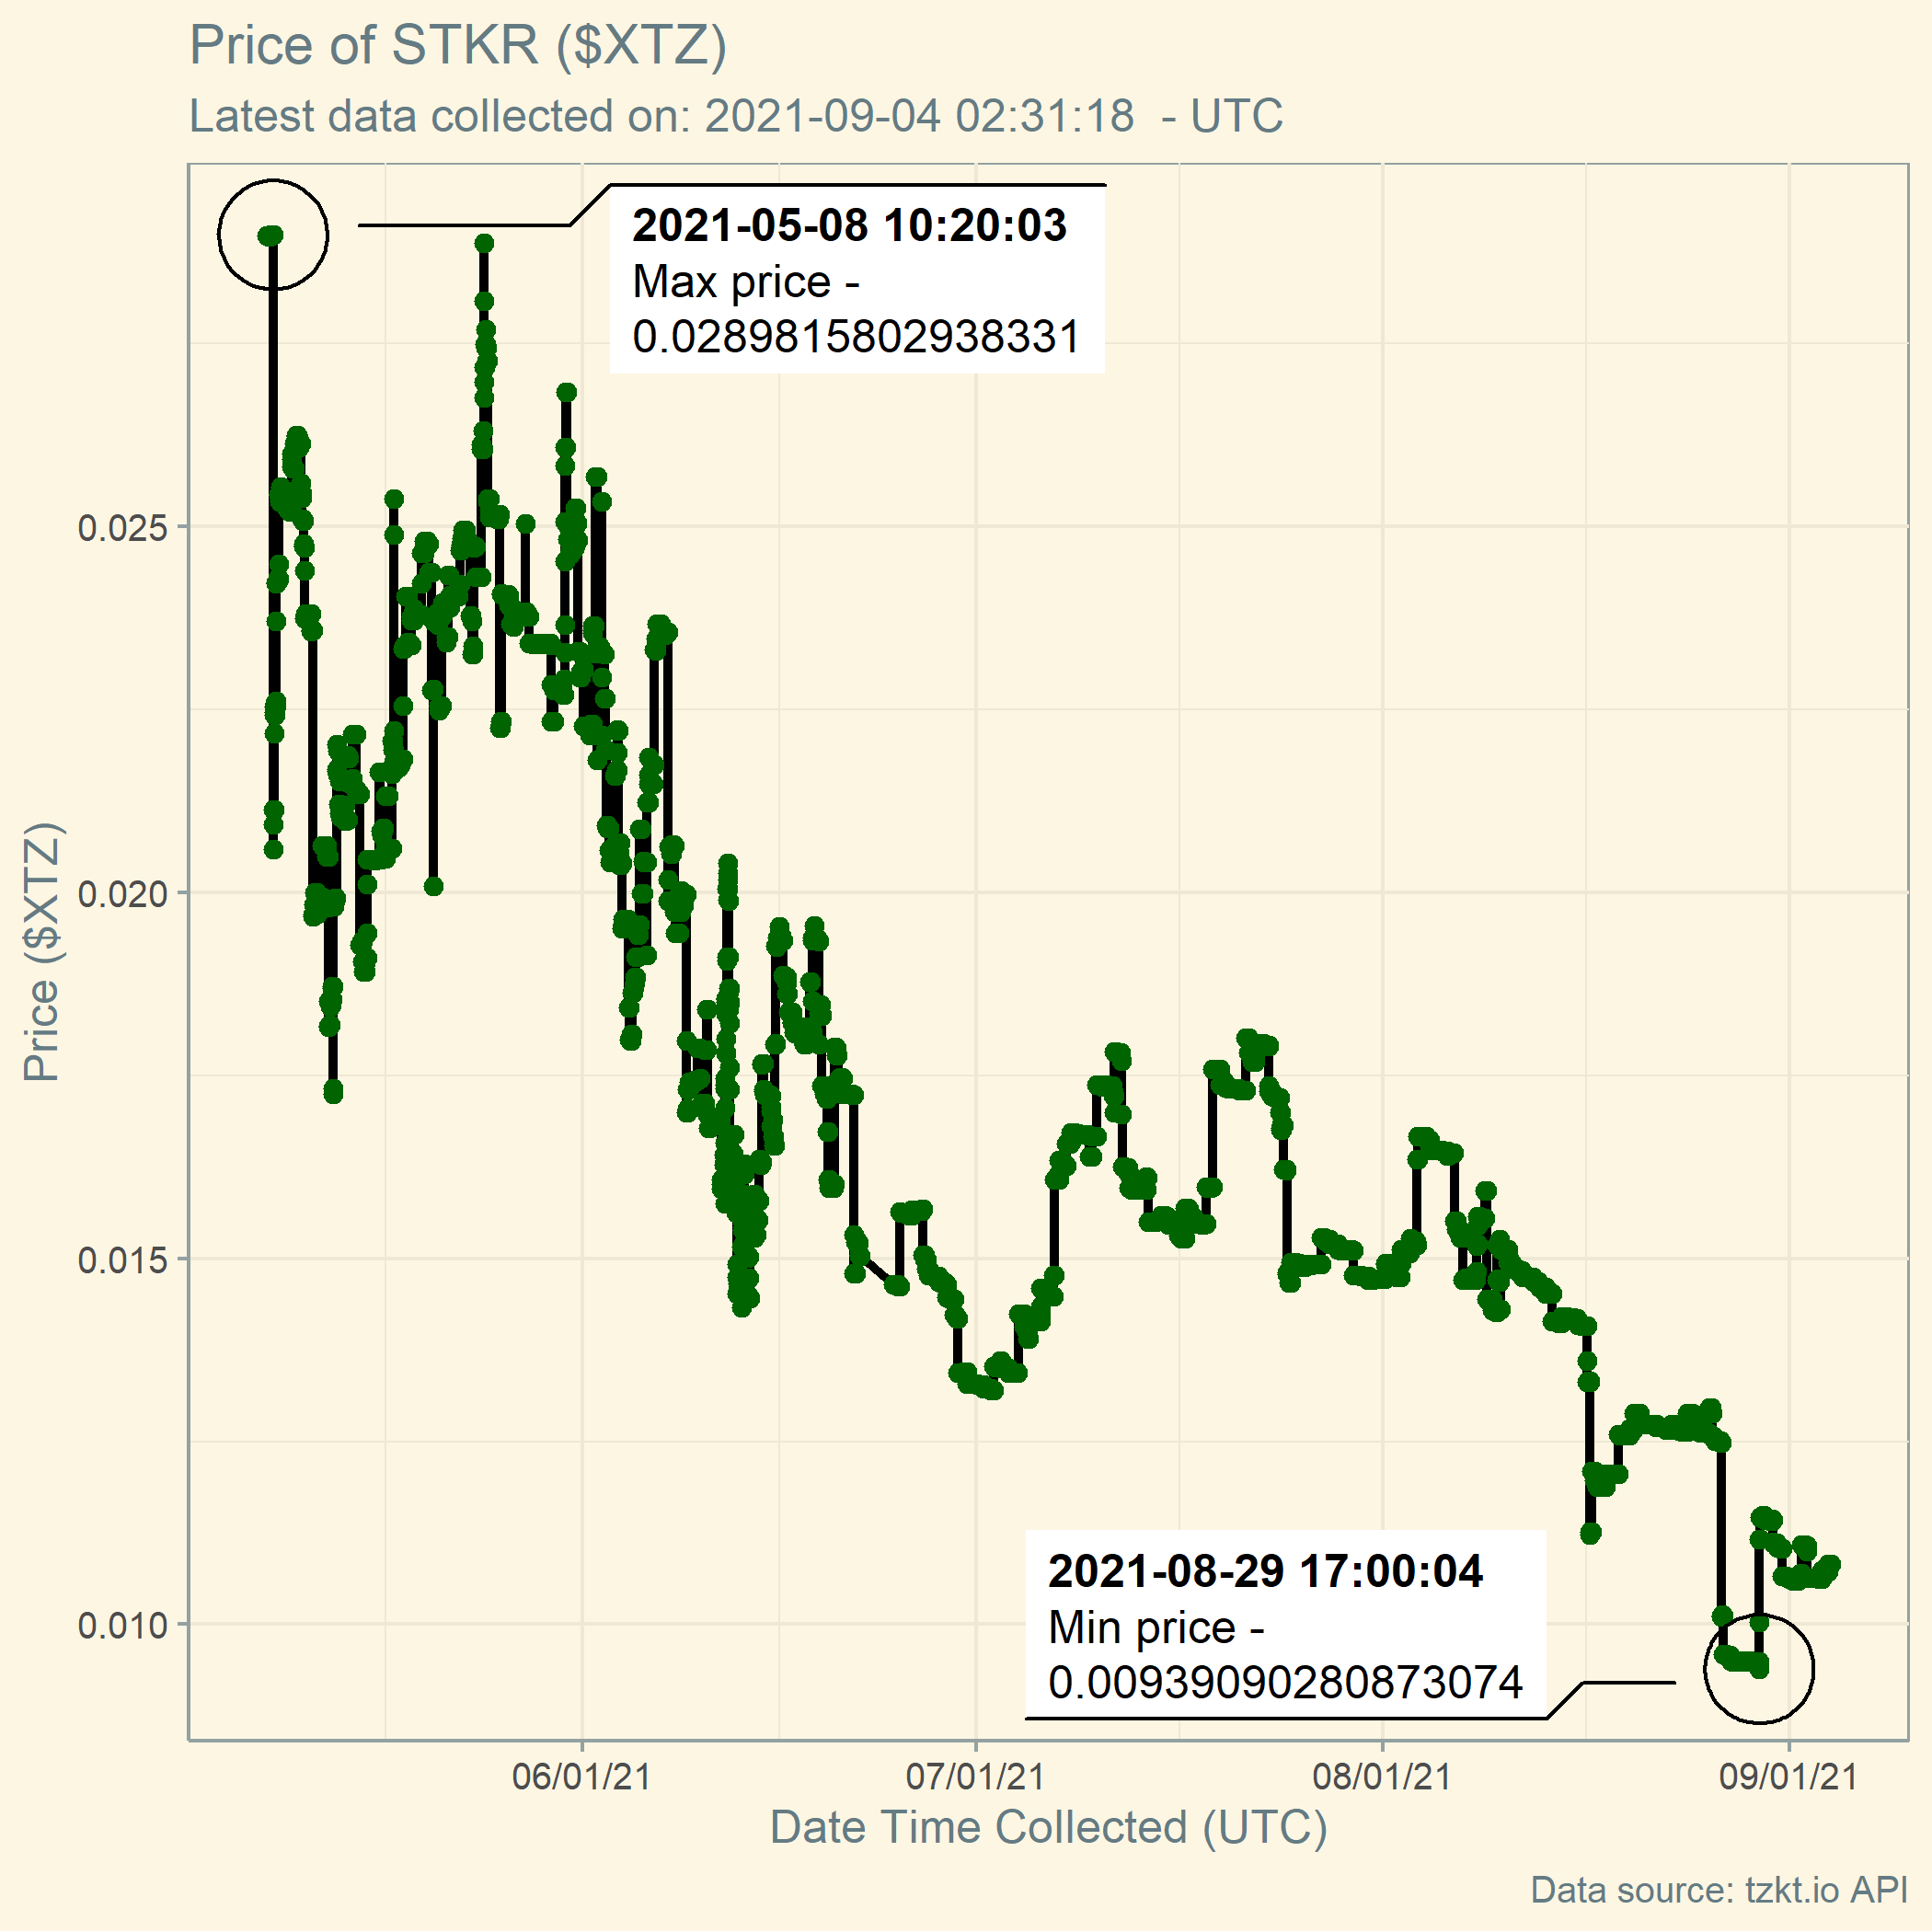 Price of STKR ($XTZ)
Latest data collected on: 2021-09-04 02:31:18  - UTC
2021-05-08 10:20:03
Max price -
0.0289815802938331
0.025
0.020
0.015
0.010
Price ($XTZ)
2021-08-29 17:00:04
Min price -
0.00939090280873074
06/01/21
07/01/21
08/01/21
09/01/21
Date Time Collected (UTC)
Data source: tzkt.io API